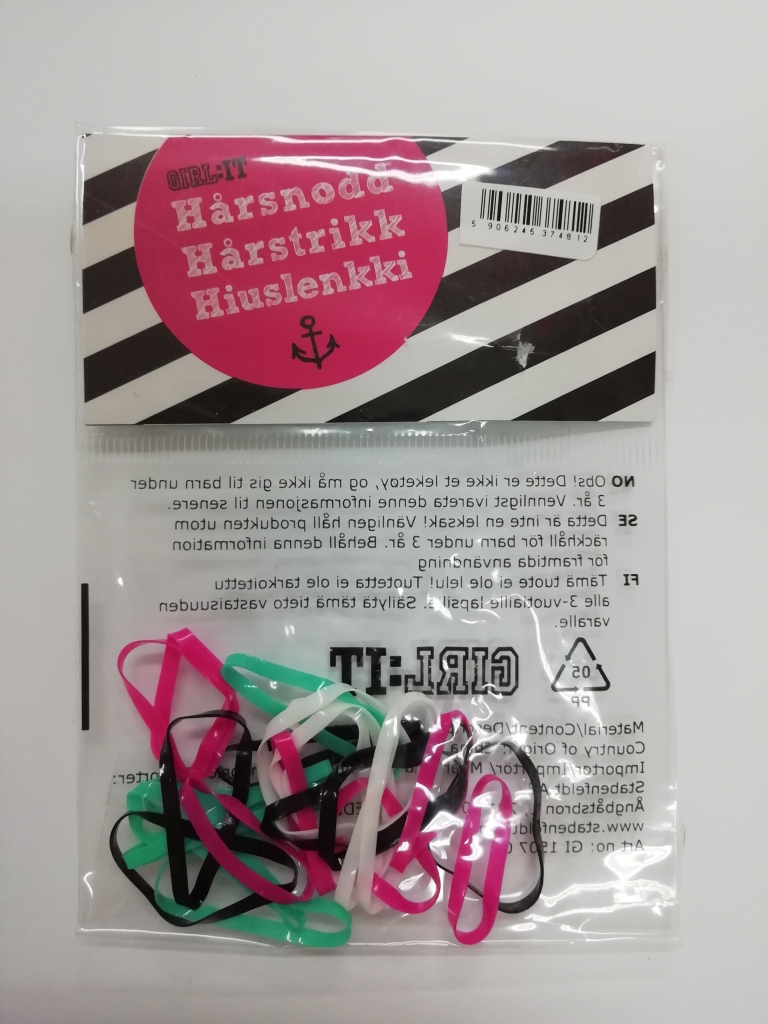 GIRL:IT
Hårsnodd
Hårstrikk
Hiuslenkki
5 906245 374812
NO Obs! Dette er ikke et leketøy, og må ikke gis til barn under
3 år. Vennligst ivareta denne informasjonen til senere.
SE Detta är inte en leksak! Vänligen håll produkten utom
räckhåll för barn under 3 år. Behåll denna information
för framtida användning
FI Tämä tuote ei ole lelu! Tuotetta ei ole tarkoitettu
alle 3-vuotiaille lapsille. Säilytä tämä tieto vastaisuuden
varalle.
GIRL:IT
05
PP
Material/Content/
Country of Origin:
Importor/Importör/
Stabenfeldt A
Ångbåtsbron
www.stabenfeldt
Art no: GI 1507